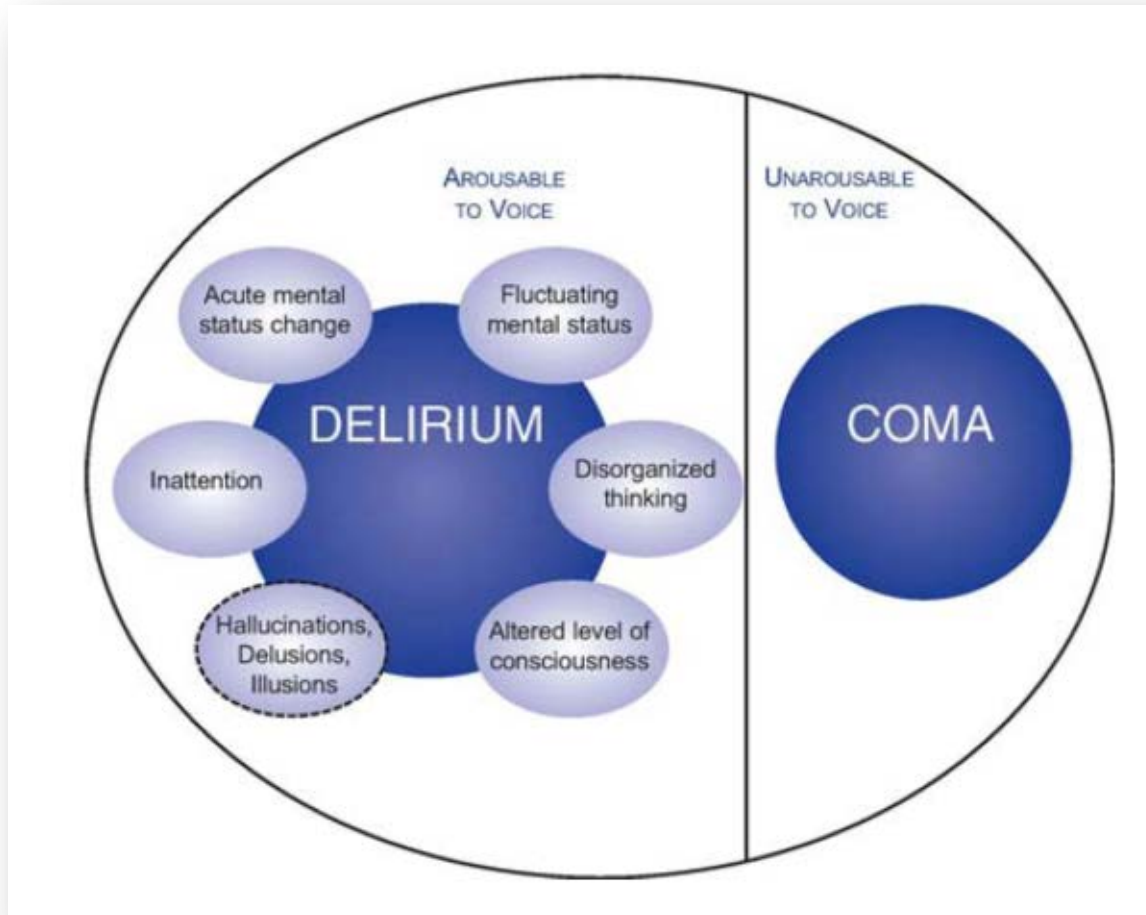 AROUSABLE
TO VOICE
UNAROUSABLE
TO VOICE
Acute mental
status change
Fluctuating
mental status
DELIRIUM
COMA
Inattention
Disorganized
thinking
Hallucinations,
Delusions,
Illusions
Altered level of
consciousness